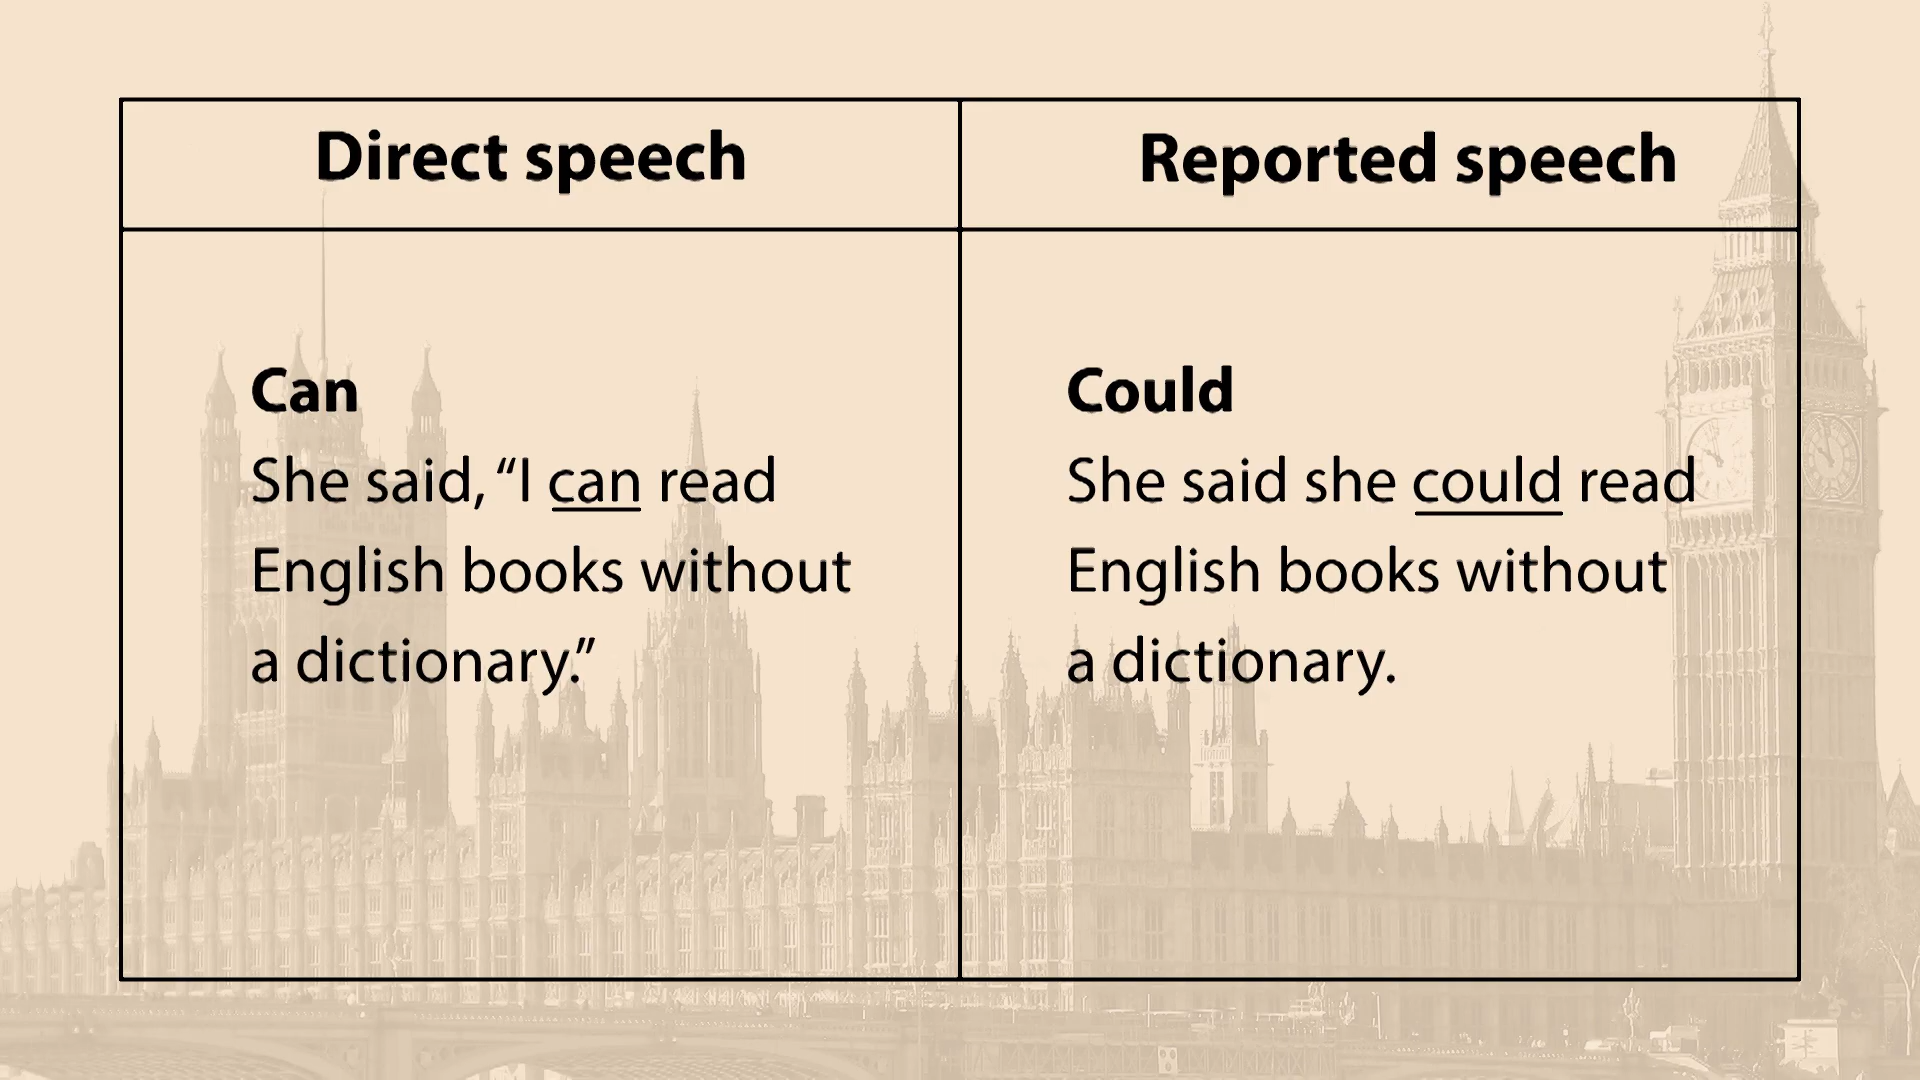 Direct speech
Reported speech
Can
She said, “I can read
English books without
a dictionary.”
Could
She said she could read
English books without
a dictionary.